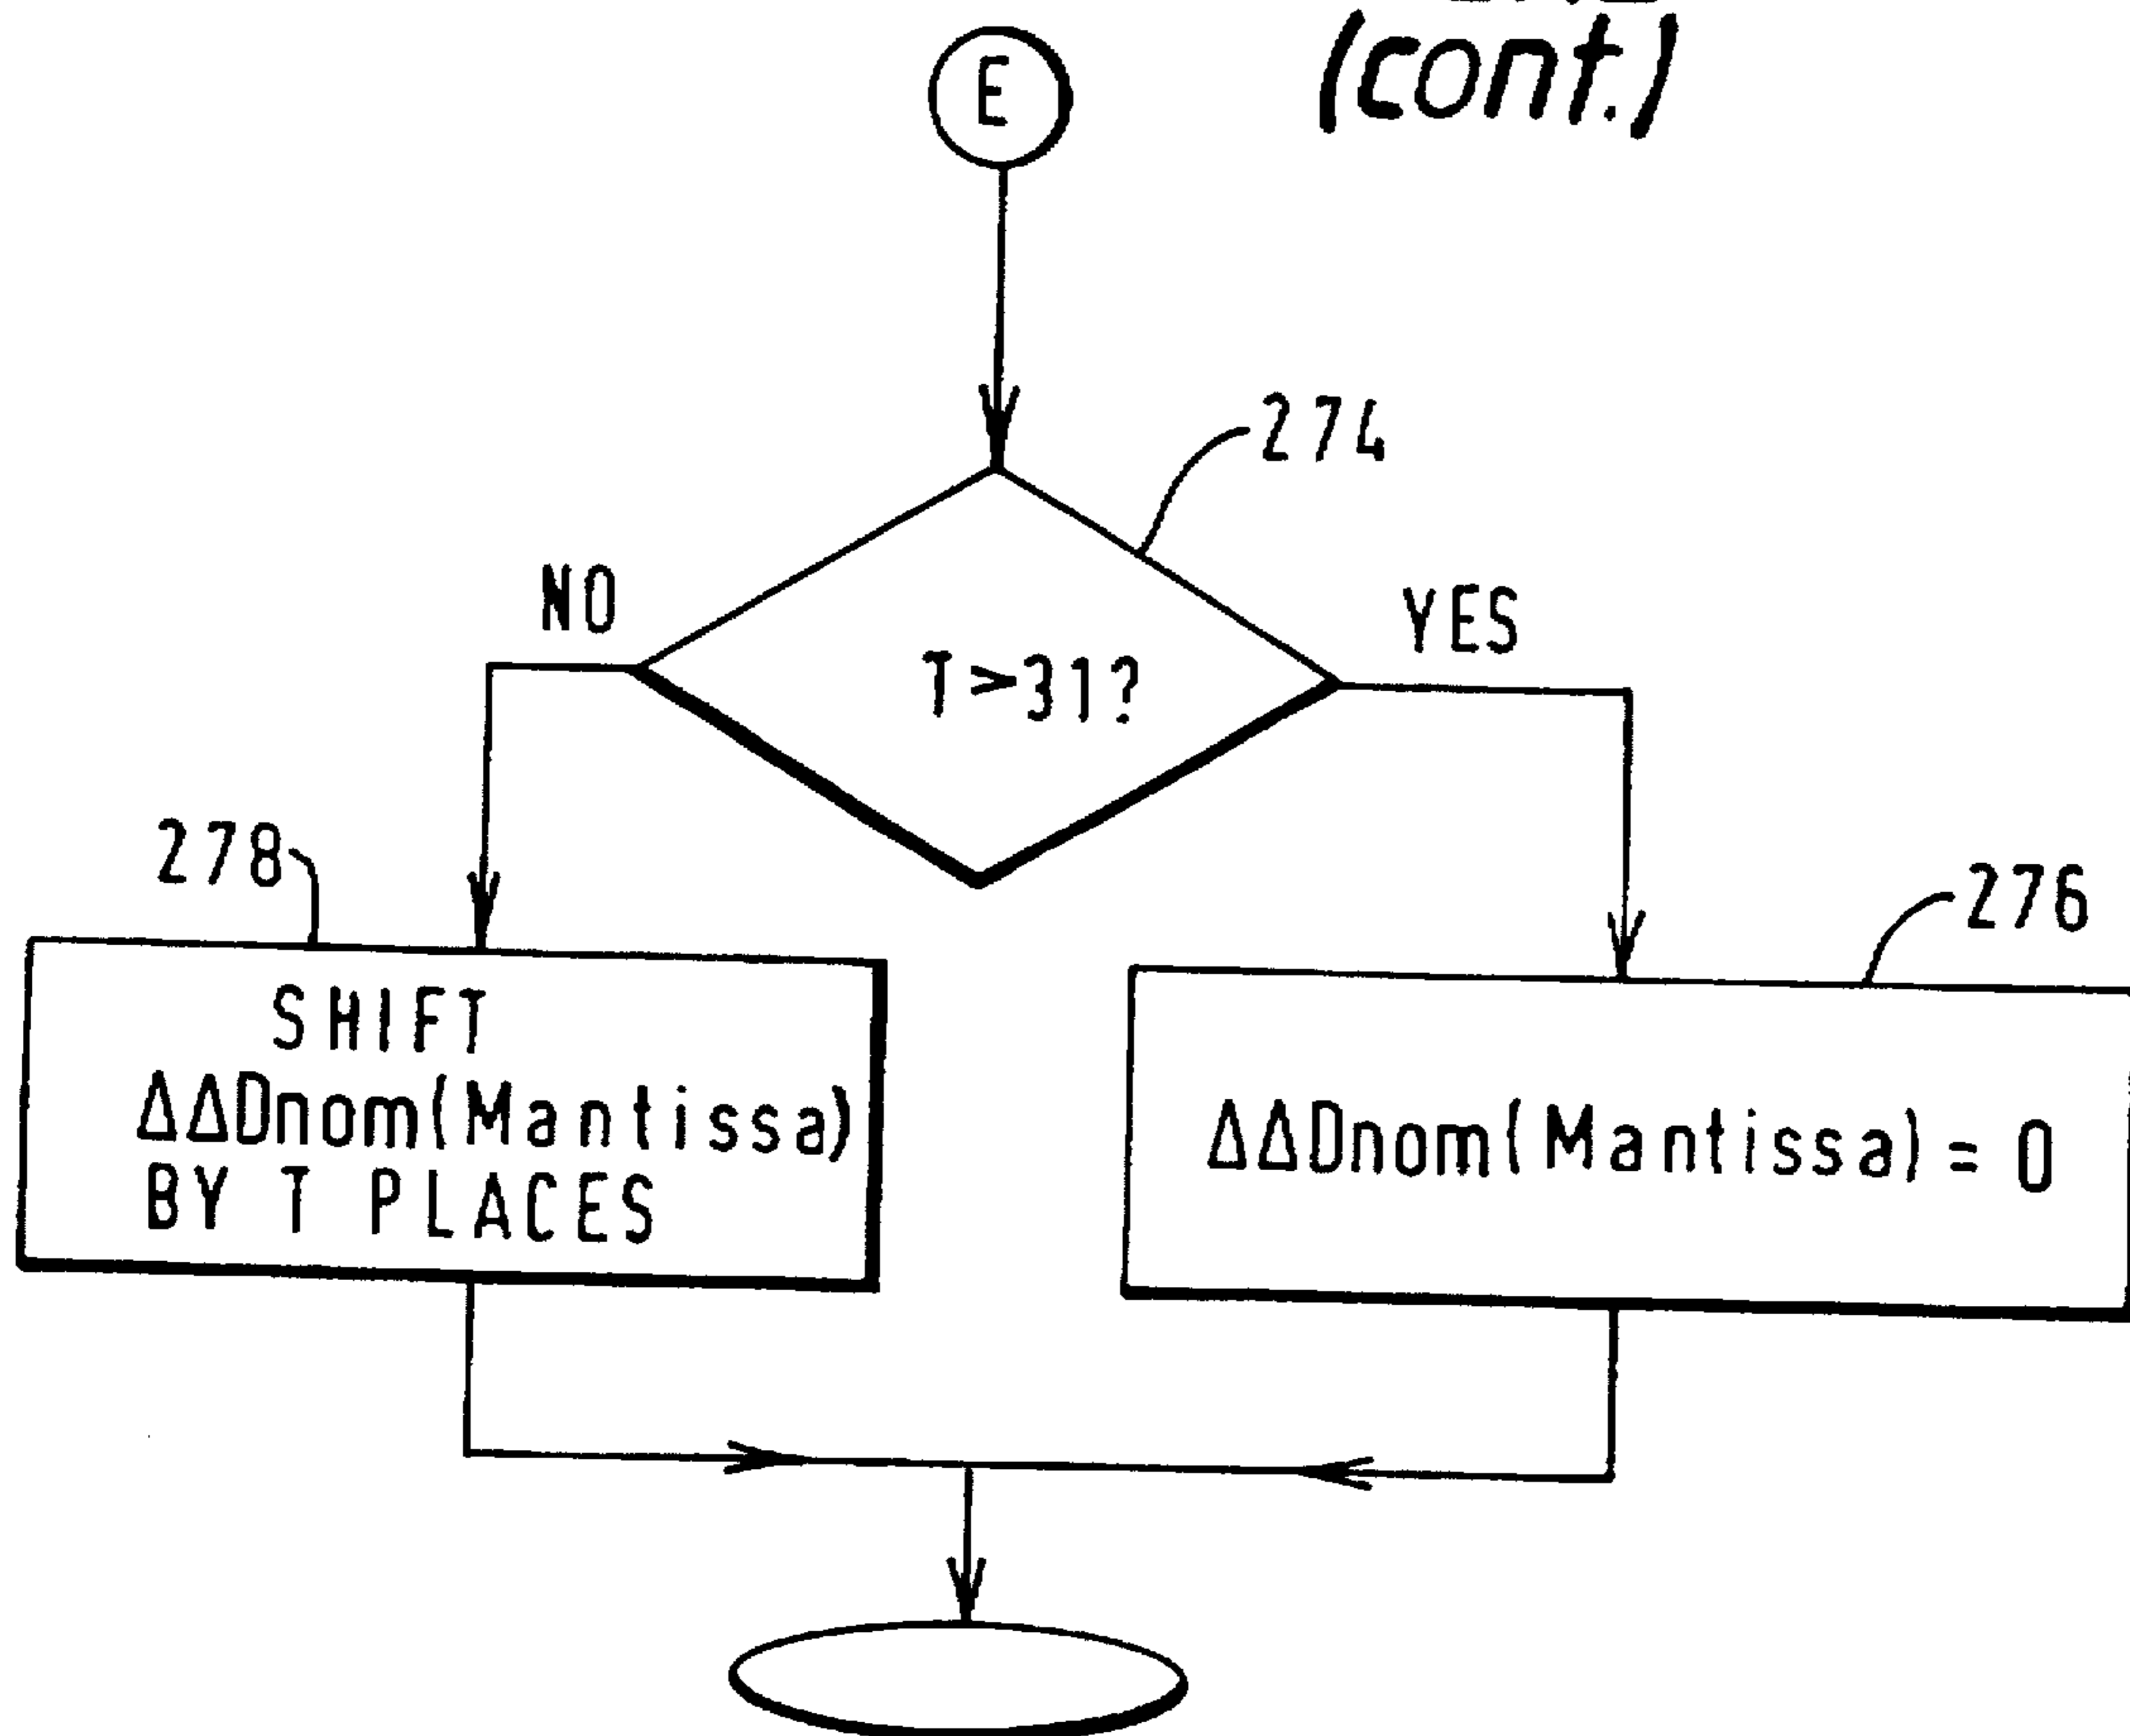 (cont.)
E
274
NO
YES
T>31?
278
276
SHIFT
ΔΔDnom(Mantissa)
BY T PLACES
ΔΔDnom(Mantissa) = 0